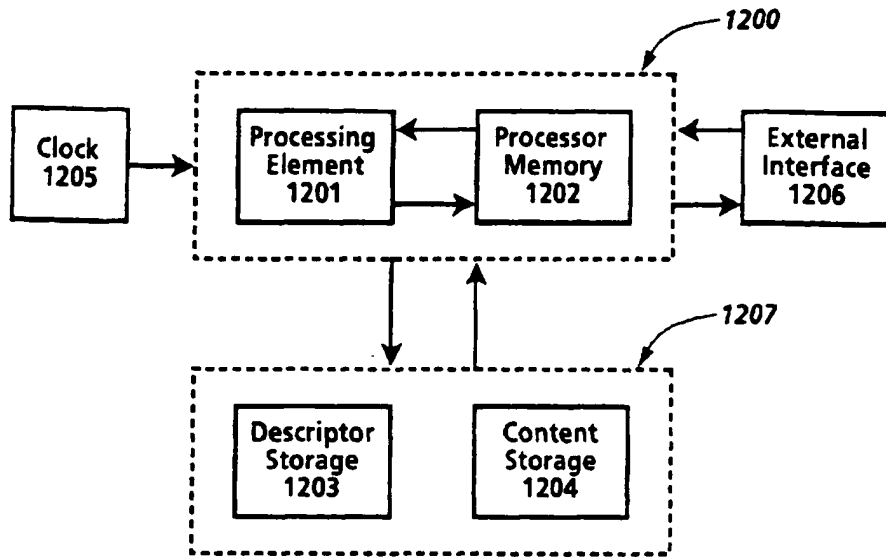 1200
Clock
1205
Processing
Element
1201
Processor
Memory
1202
External
Interface
1206
1207
Descriptor
Storage
1203
Content
Storage
1204